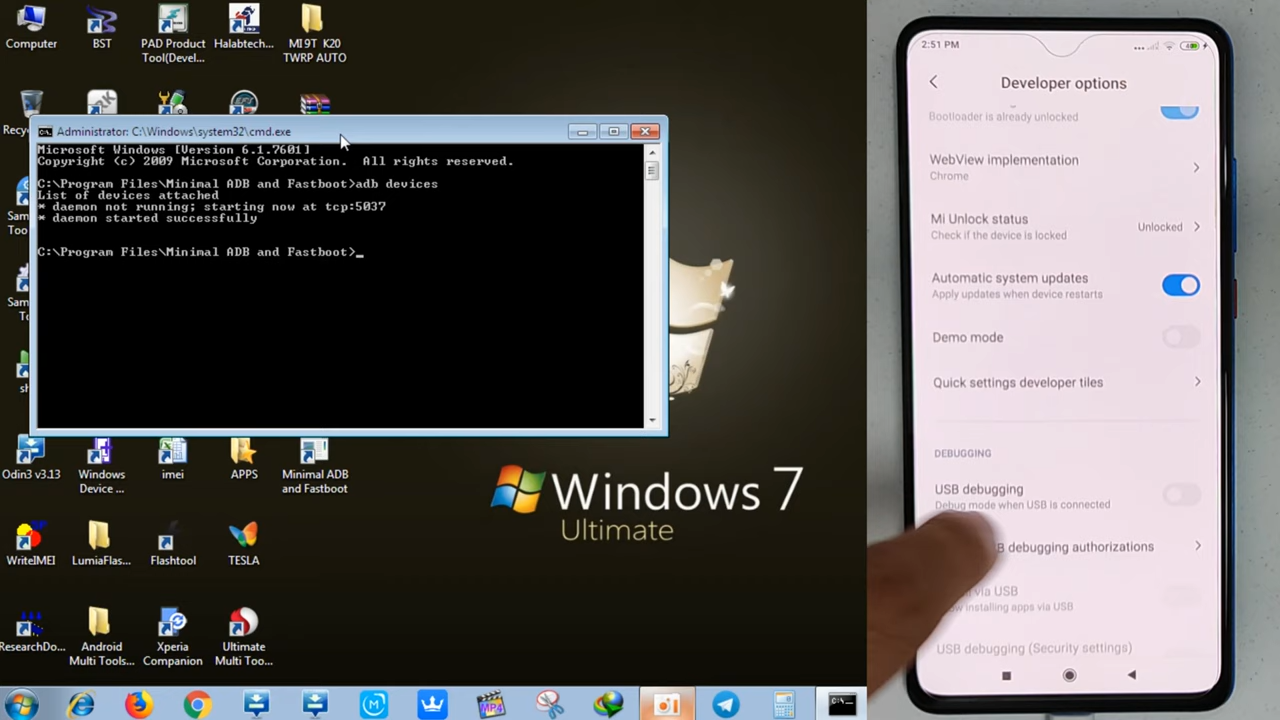 Computer
BST
PAD Product
Tool(Devel...
Halabtech...
MI 9T K20
TWRP AUTO
Administrator: C:\Windows\system32\cmd.exe
Microsoft Windows [Version 6.1.7601]
Copyright (c) 2009 Microsoft Corporation. All rights reserved.
C:\Program Files\Minimal ADB and Fastboot>adb devices
List of devices attached
* daemon not running; starting now at tcp:5037
* daemon started successfully
C:\Program Files\Minimal ADB and Fastboot>_
Odin3 v3.13
Windows
Device ...
imei
APPS
Minimal ADB
and Fastboot
WriteIMEI
LumiaFlas...
Flashtool
TESLA
ResearchDo...
Android
Multi Tools...
Xperia
Companion
Ultimate
Multi Too...
Windows 7
Ultimate
MP4
2:51 PM
Developer options
Bootloader is already unlocked
WebView implementation
Chrome
Mi Unlock status
Check if the device is locked
Unlocked
Automatic system updates
Apply updates when device restarts
Demo mode
Quick settings developer tiles
DEBUGGING
USB debugging
Debug mode when USB is connected
debugging authorizations
via USB
installing apps via USB
USB debugging (Security settings)